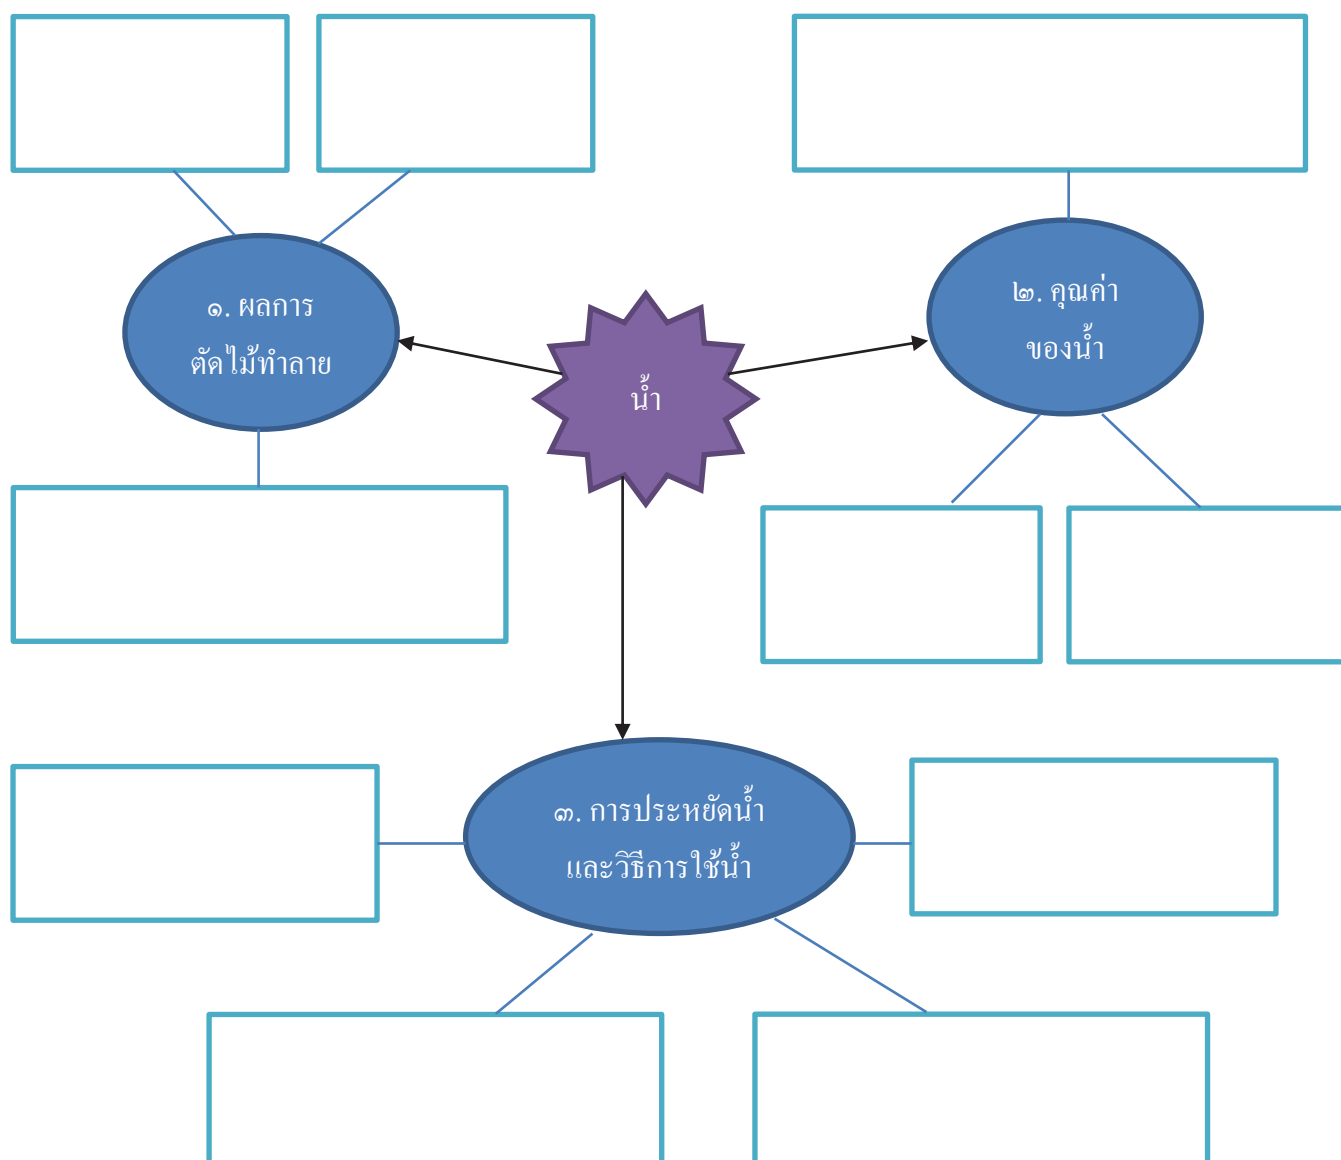 ๑. ผลการ
ตัดไม้ทำลาย
น้ำ
๒. คุณค่า
ของน้ำ
๓. การประหยัดน้ำ
และวิธีการใช้น้ำ